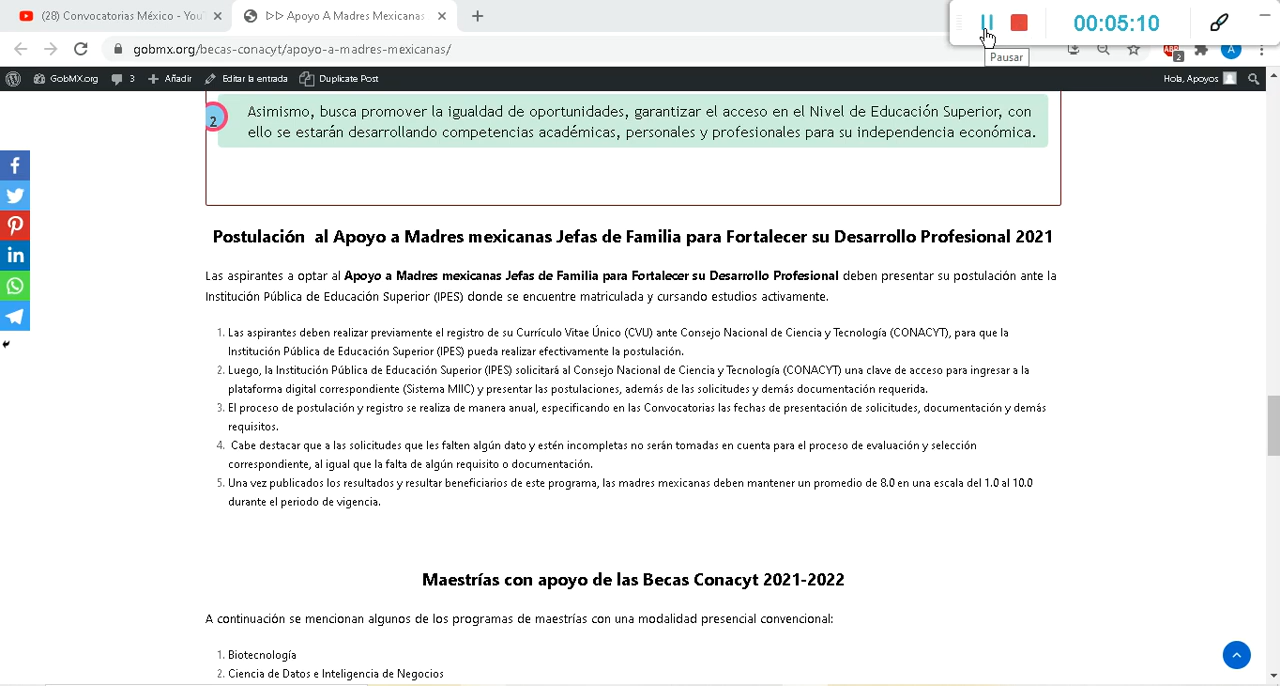 (28) Convocatorias México - You
▷▷ Apoyo A Madres Mexicanas
00:05:10
Pausar
gobmx.org/becas-conacyt/apoyo-a-madres-mexicanas/
ABP
2
A
GobMX.org
3
Añadir
Editar la entrada
Duplicate Post
Hola, Apoyos
2
Asimismo, busca promover la igualdad de oportunidades, garantizar el acceso en el Nivel de Educación Superior, con
ello se estarán desarrollando competencias académicas, personales y profesionales para su independencia económica.
Postulación al Apoyo a Madres mexicanas Jefas de Familia para Fortalecer su Desarrollo Profesional 2021
Las aspirantes a optar al Apoyo a Madres mexicanas Jefas de Familia para Fortalecer su Desarrollo Profesional deben presentar su postulación ante la
Institución Pública de Educación Superior (IPES) donde se encuentre matriculada y cursando estudios activamente.
1. Las aspirantes deben realizar previamente el registro de su Currículo Vitae Único (CVU) ante Consejo Nacional de Ciencia y Tecnología (CONACYT), para que la
Institución Pública de Educación Superior (IPES) pueda realizar efectivamente la postulación.
2. Luego, la Institución Pública de Educación Superior (IPES) solicitará al Consejo Nacional de Ciencia y Tecnología (CONACYT) una clave de acceso para ingresar a la
plataforma digital correspondiente (Sistema MIIC) y presentar las postulaciones, además de las solicitudes y demás documentación requerida.
3. El proceso de postulación y registro se realiza de manera anual, especificando en las Convocatorias las fechas de presentación de solicitudes, documentación y demás
requisitos.
4. Cabe destacar que a las solicitudes que les falten algún dato y estén incompletas no serán tomadas en cuenta para el proceso de evaluación y selección
correspondiente, al igual que la falta de algún requisito o documentación.
5. Una vez publicados los resultados y resultar beneficiarios de este programa, las madres mexicanas deben mantener un promedio de 8.0 en una escala del 1.0 al 10.0
durante el periodo de vigencia.
Maestrías con apoyo de las Becas Conacyt 2021-2022
A continuación se mencionan algunos de los programas de maestrías con una modalidad presencial convencional:
1. Biotecnología
2. Ciencia de Datos e Inteligencia de Negocios